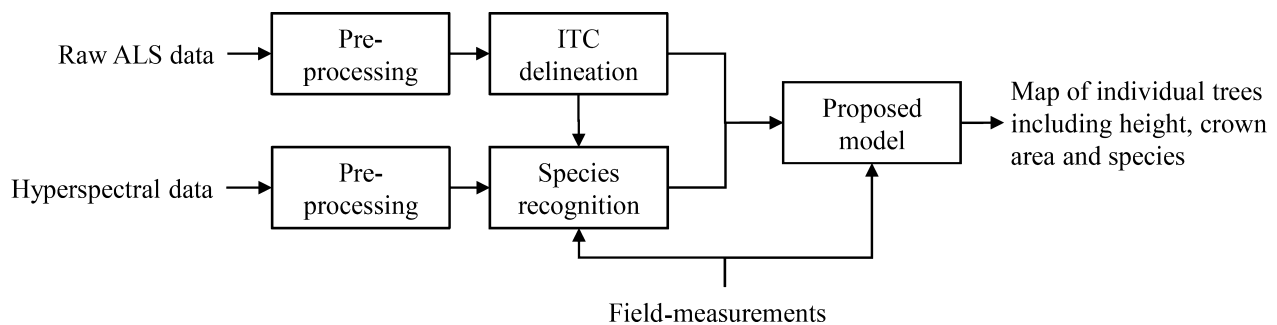 Raw ALS data
Pre-
processing
ITC
delineation
Hyperspectral data
Pre-
processing
Species
recognition
Proposed
model
Map of individual trees
including height, crown
area and species
Field-measurements